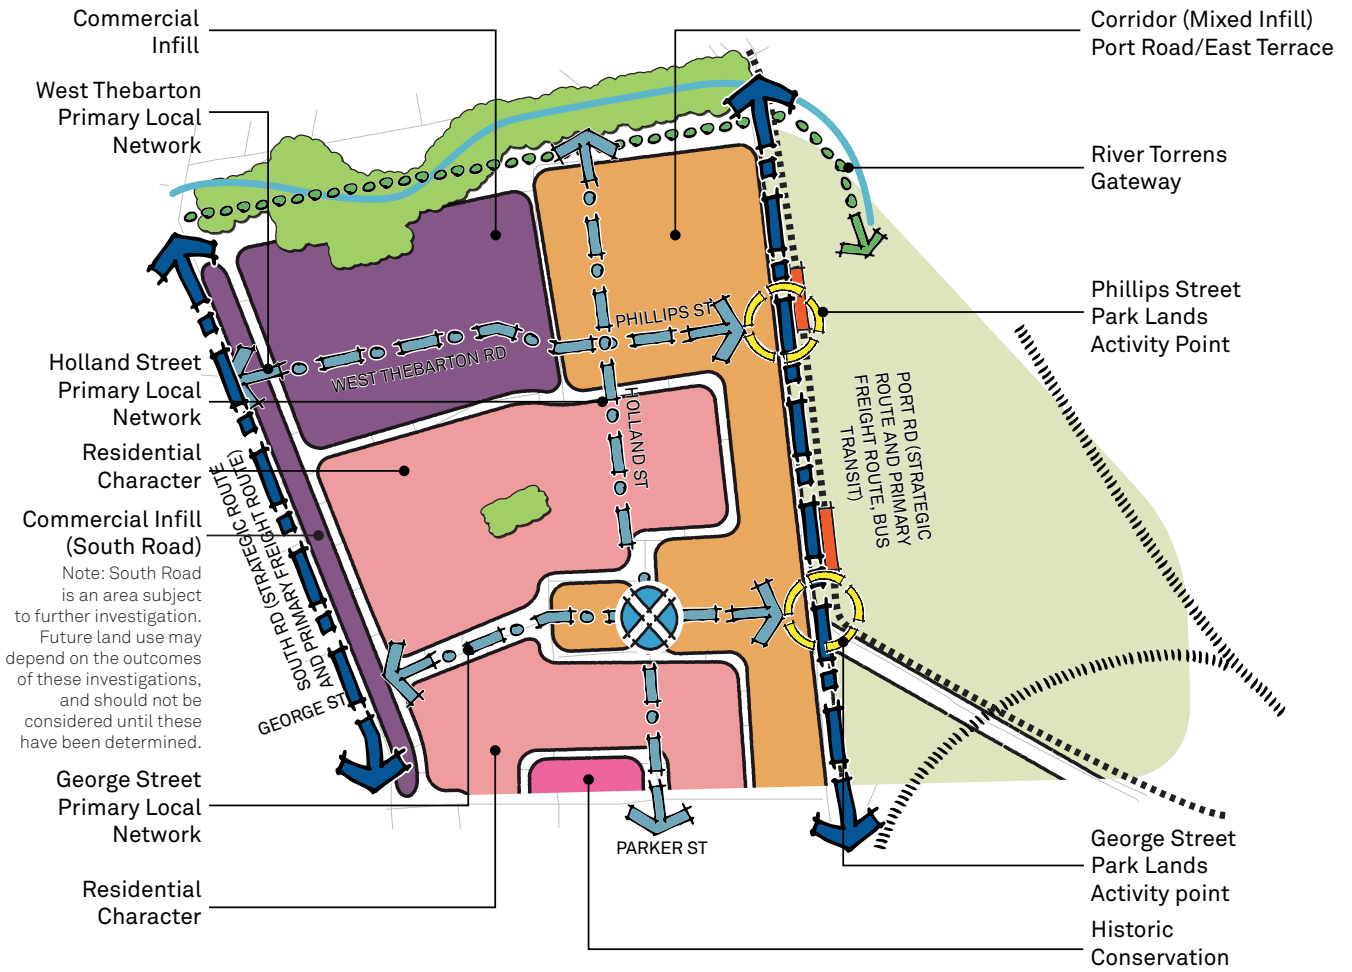 Commercial
Infill
West Thebarton
Primary Local
Network
Holland Street
Primary Local
Network
Residential
Character
Commercial Infill
(South Road)
Note: South Road
is an area subject
to further investigation.
Future land use may
depend on the outcomes
of these investigations,
and should not be
considered until these
have been determined.
George Street
Primary Local
Network
Residential
Character
PHILLIPS ST
WEST THEBARTON RD
HOLLAND ST
SOUTH RD (STRATEGIC ROUTE
AND PRIMARY FREIGHT ROUTE)
GEORGE ST
PARKER ST
PORT RD (STRATEGIC
ROUTE AND PRIMARY
FREIGHT ROUTE, BUS
TRANSIT)
Corridor (Mixed Infill)
Port Road/East Terrace
River Torrens
Gateway
Phillips Street
Park Lands
Activity Point
George Street
Park Lands
Activity point
Historic
Conservation